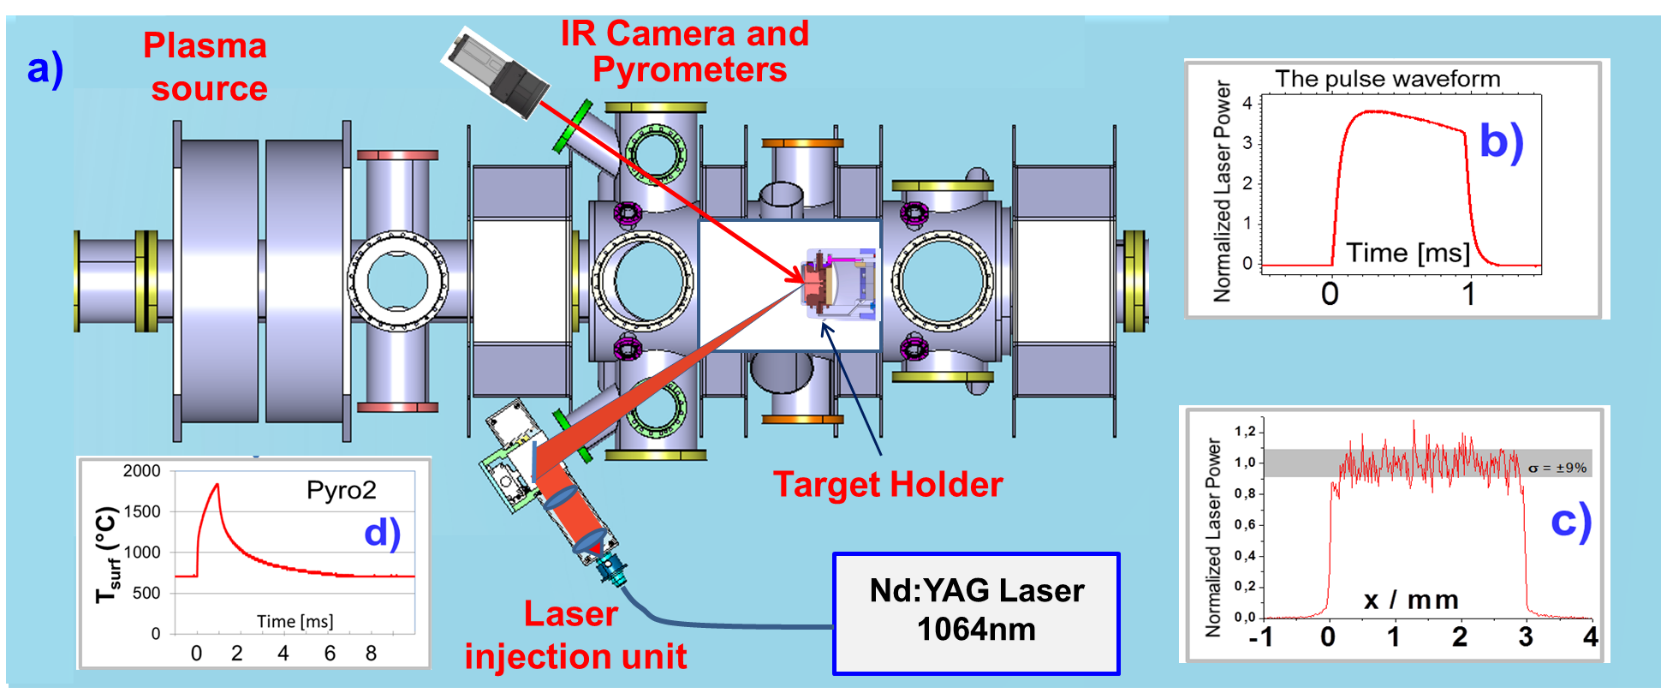 a)
Plasma
source
IR Camera and
Pyrometers
Target Holder
Laser
injection unit
Nd:YAG Laser
1064nm
The pulse waveform
b)
Normalized Laser Power
4
3
2
1
0
Time [ms]
0 1
c)
Normalized Laser Power
1,2
1,0
0,8
0,6
0,4
0,2
0,0
σ = ±9%
x / mm
-1 0 1 2 3 4
Pyro2
d)
Tsurf (°C)
2000
1500
1000
500
0
Time [ms]
0 2 4 6 8